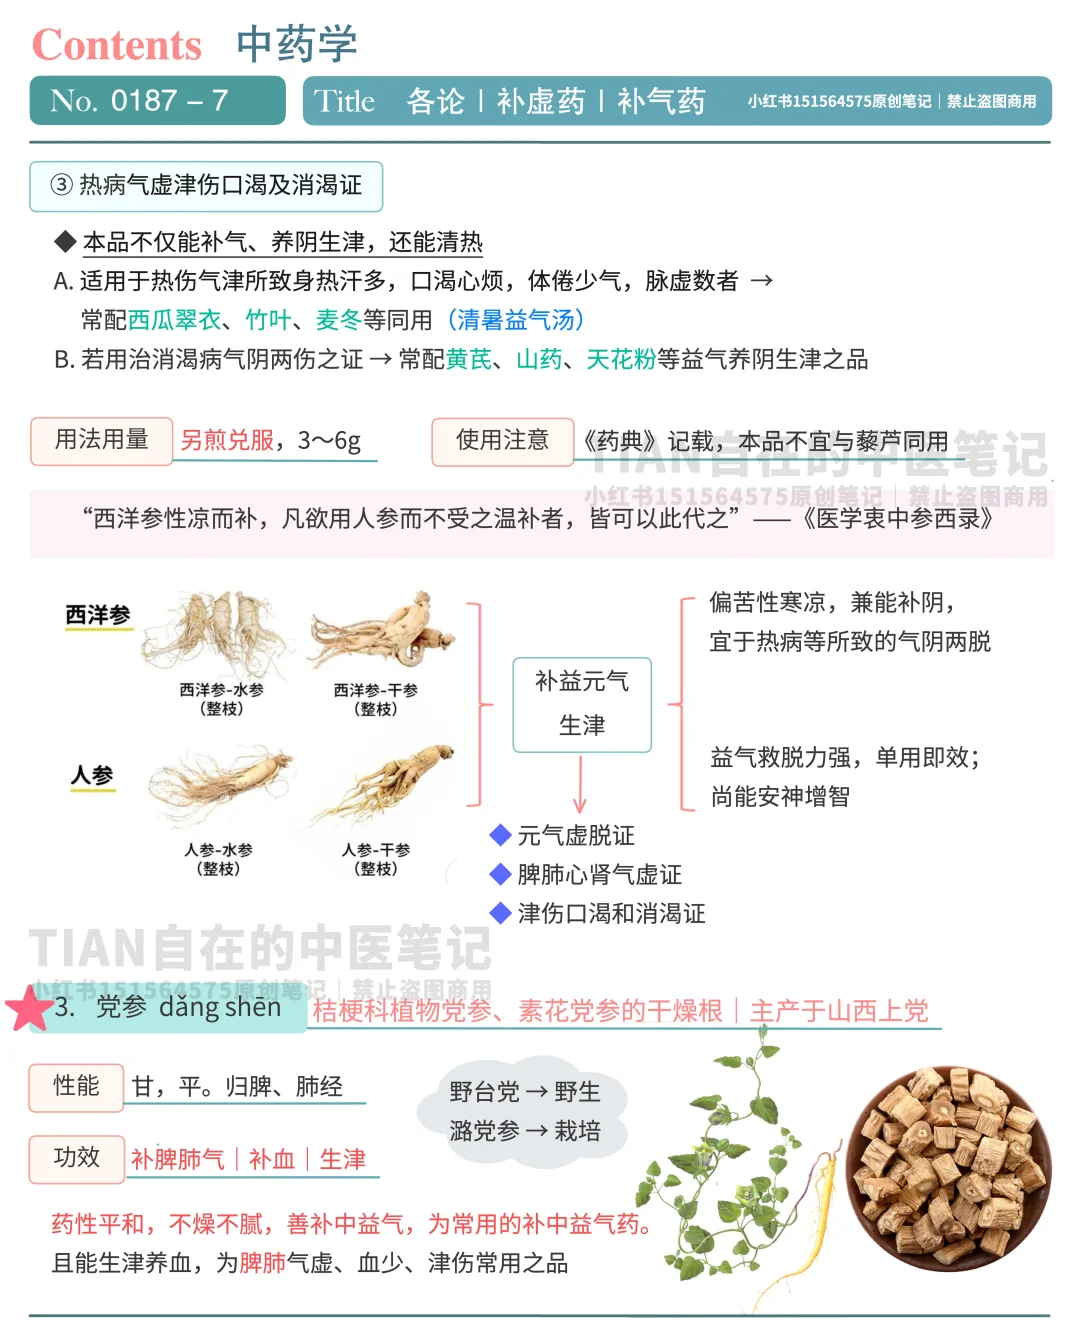 Contents 中药学
No. 0187 – 7
Title 各论｜补虚药｜补气药 小红书151564575原创笔记｜禁止盗图商用
③ 热病气虚津伤口渴及消渴证
◆ 本品不仅能补气、养阴生津，还能清热
A. 适用于热伤气津所致身热汗多，口渴心烦，体倦少气，脉虚数者 →
常配西瓜翠衣、竹叶、麦冬等同用（清暑益气汤）
B. 若用治消渴病气阴两伤之证 → 常配黄芪、山药、天花粉等益气养阴生津之品
用法用量 另煎兑服，3～6g
使用注意 《药典》记载，本品不宜与藜芦同用
TIAN自在的中医笔记
小红书151564575原创笔记｜禁止盗图商用
“西洋参性凉而补，凡欲用人参而不受之温补者，皆可以此代之”——《医学衷中参西录》
西洋参
西洋参-水参
（整枝）
西洋参-干参
（整枝）
人参
人参-水参
（整枝）
人参-干参
（整枝）
补益元气
生津
偏苦性寒凉，兼能补阴，
宜于热病等所致的气阴两脱
益气救脱力强，单用即效；
尚能安神增智
◆ 元气虚脱证
◆ 脾肺心肾气虚证
◆ 津伤口渴和消渴证
TIAN自在的中医笔记
小红书151564575原创笔记｜禁止盗图商用
3. 党参 dǎng shēn 桔梗科植物党参、素花党参的干燥根｜主产于山西上党
性能 甘，平。归脾、肺经
野台党 → 野生
潞党参 → 栽培
功效 补脾肺气｜补血｜生津
药性平和，不燥不腻，善补中益气，为常用的补中益气药。
且能生津养血，为脾肺气虚、血少、津伤常用之品